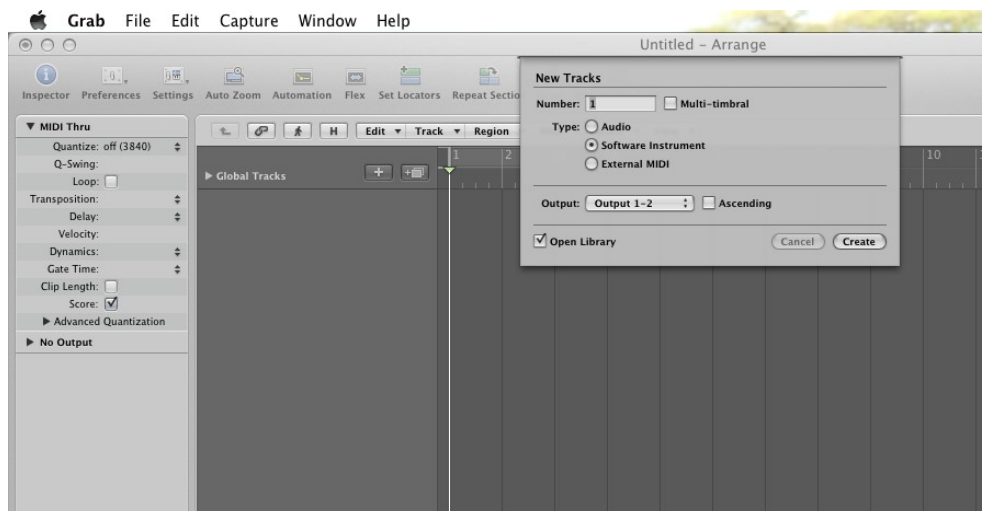 Grab File Edit Capture Window Help
Untitled – Arrange
Inspector Preferences Settings Auto Zoom Automation Flex Set Locators Repeat Sectio
New Tracks
Number: 1 Multi-timbral
Type: Audio
Software Instrument
External MIDI
Output: Output 1-2 Ascending
Open Library Cancel Create
MIDI Thru
Quantize: off (3840)
Q-Swing:
Loop:
Transposition:
Delay:
Velocity:
Dynamics:
Gate Time:
Clip Length:
Score:
Advanced Quantization
No Output
H Edit Track Region
Global Tracks
1 2 10